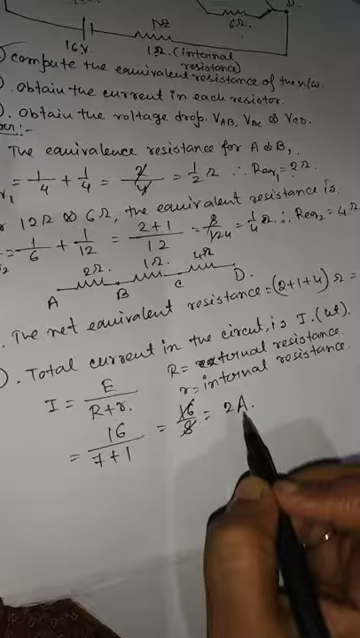 D.
R2
6Ω.
16V.
1Ω.(internal
resistance)
compute the equivalent resistance of the n/w.
. obtain the current in each resistor.
). obtain the voltage drop. VAB, VBC & VCD.
:-
The equivalence resistance for A & B,
= 1/4 + 1/4 = 2/4 = 1/2 Ω ∴ Req1 = 2Ω.
12Ω & 6Ω, the equivalent resistance is
= 1/6 + 1/12 = 2+1/12 = = 1/4 Ω ∴ Req2 = 4Ω
2Ω. 1Ω. 4Ω
A B C D.
. The net equivalent resistance = (2+1+4) Ω =
). Total current in the circuit is I. (let)
I = E/R+r. R = external resistance.
r = internal resistance.
= 16/7+1 = 16/8 = 2A.